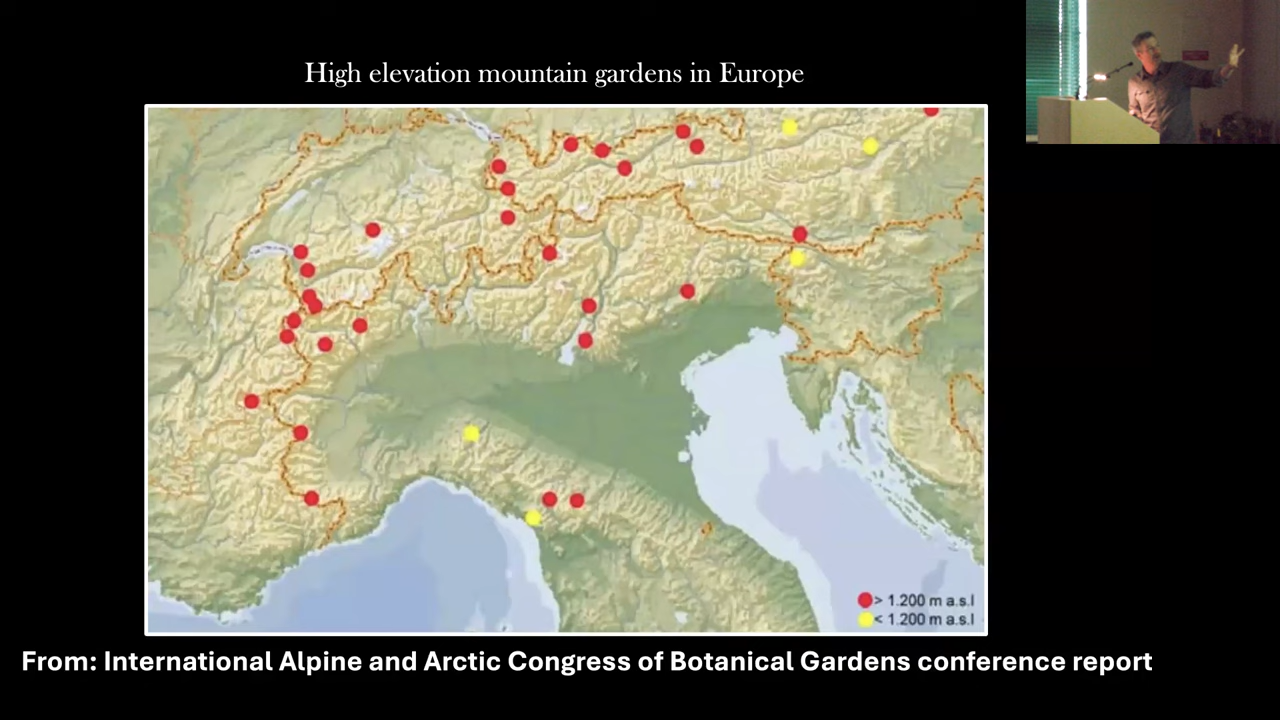 High elevation mountain gardens in Europe
> 1.200 m a.s.l
< 1.200 m a.s.l
From: International Alpine and Arctic Congress of Botanical Gardens conference report